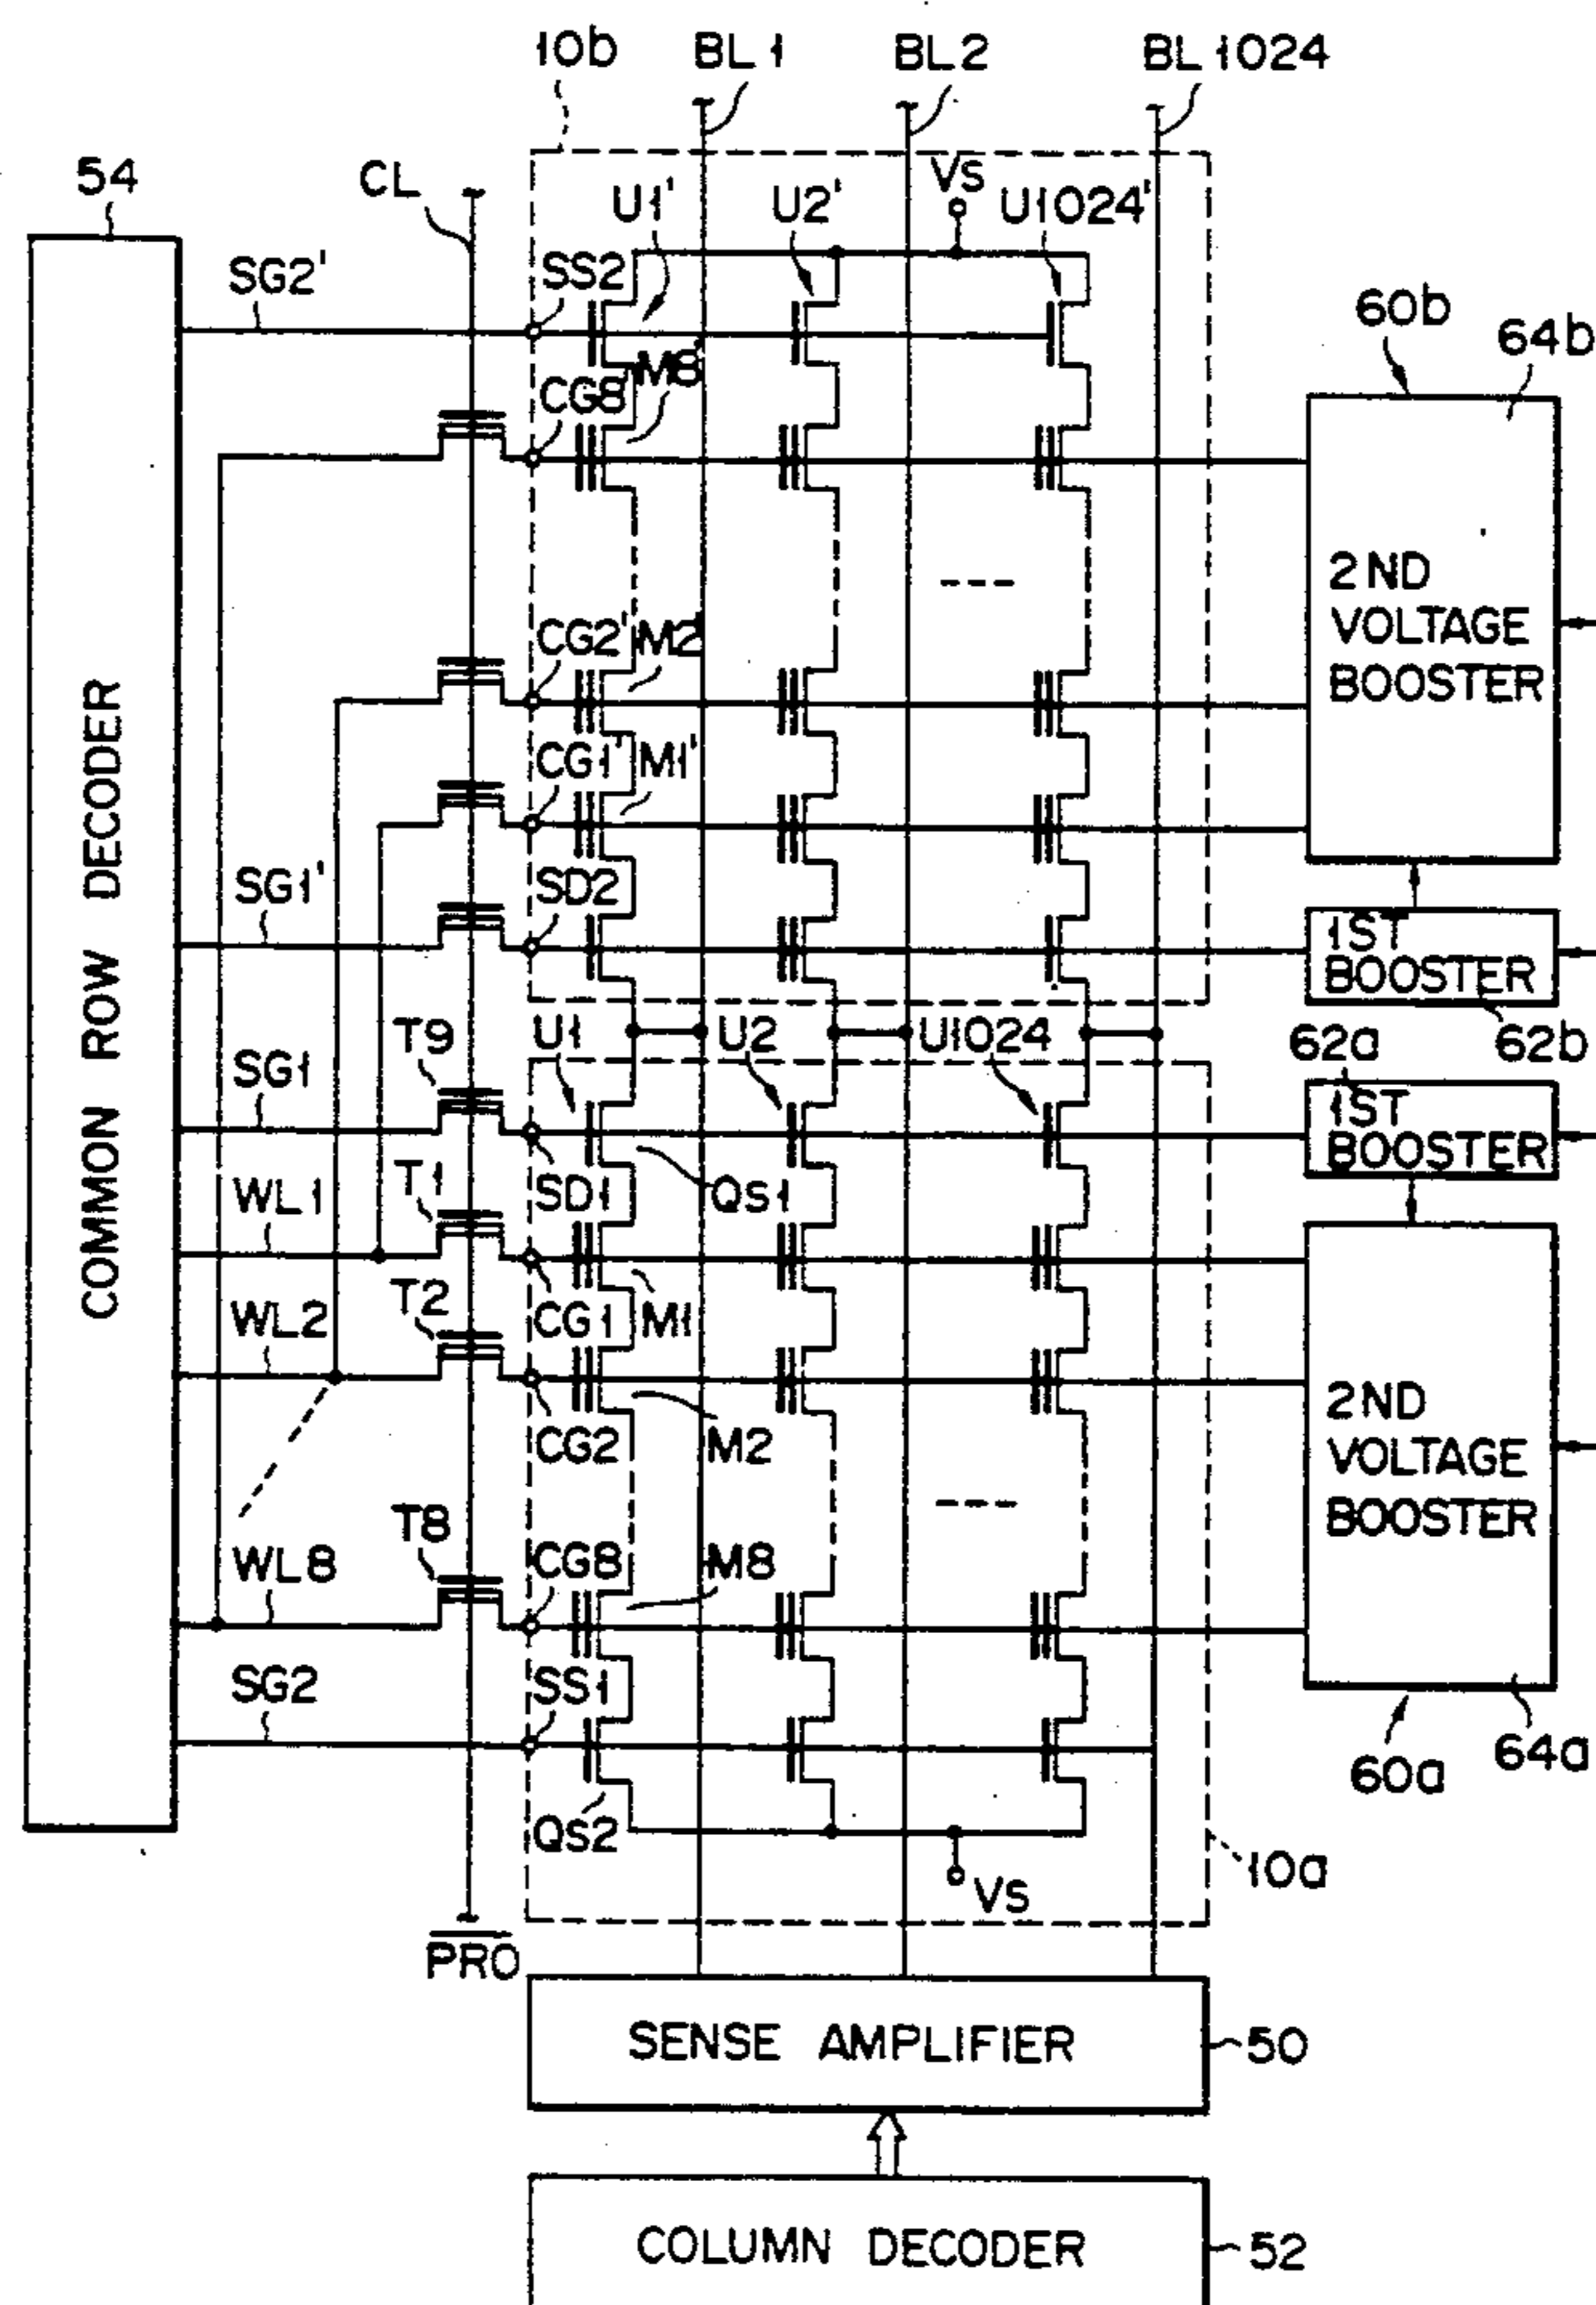 10b
BL1
BL2
BL1024
54
CL
Vs
U1'
U2'
U1024'
SG2'
SS2
60b
64b
CG8'
M8'
2ND
VOLTAGE
BOOSTER
CG2'
M2'
CG1'
M1'
COMMON ROW DECODER
SG1'
SD2
1ST
BOOSTER
T9
U1
U2
U1024
62a
62b
SG1
1ST
BOOSTER
T1
SD1
QS1
WL1
T2
CG1
M1
WL2
2ND
VOLTAGE
BOOSTER
CG2
M2
T8
CG8
M8
WL8
SG2
SS1
64a
60a
QS2
10a
VS
PRO
SENSE AMPLIFIER
50
COLUMN DECODER
52